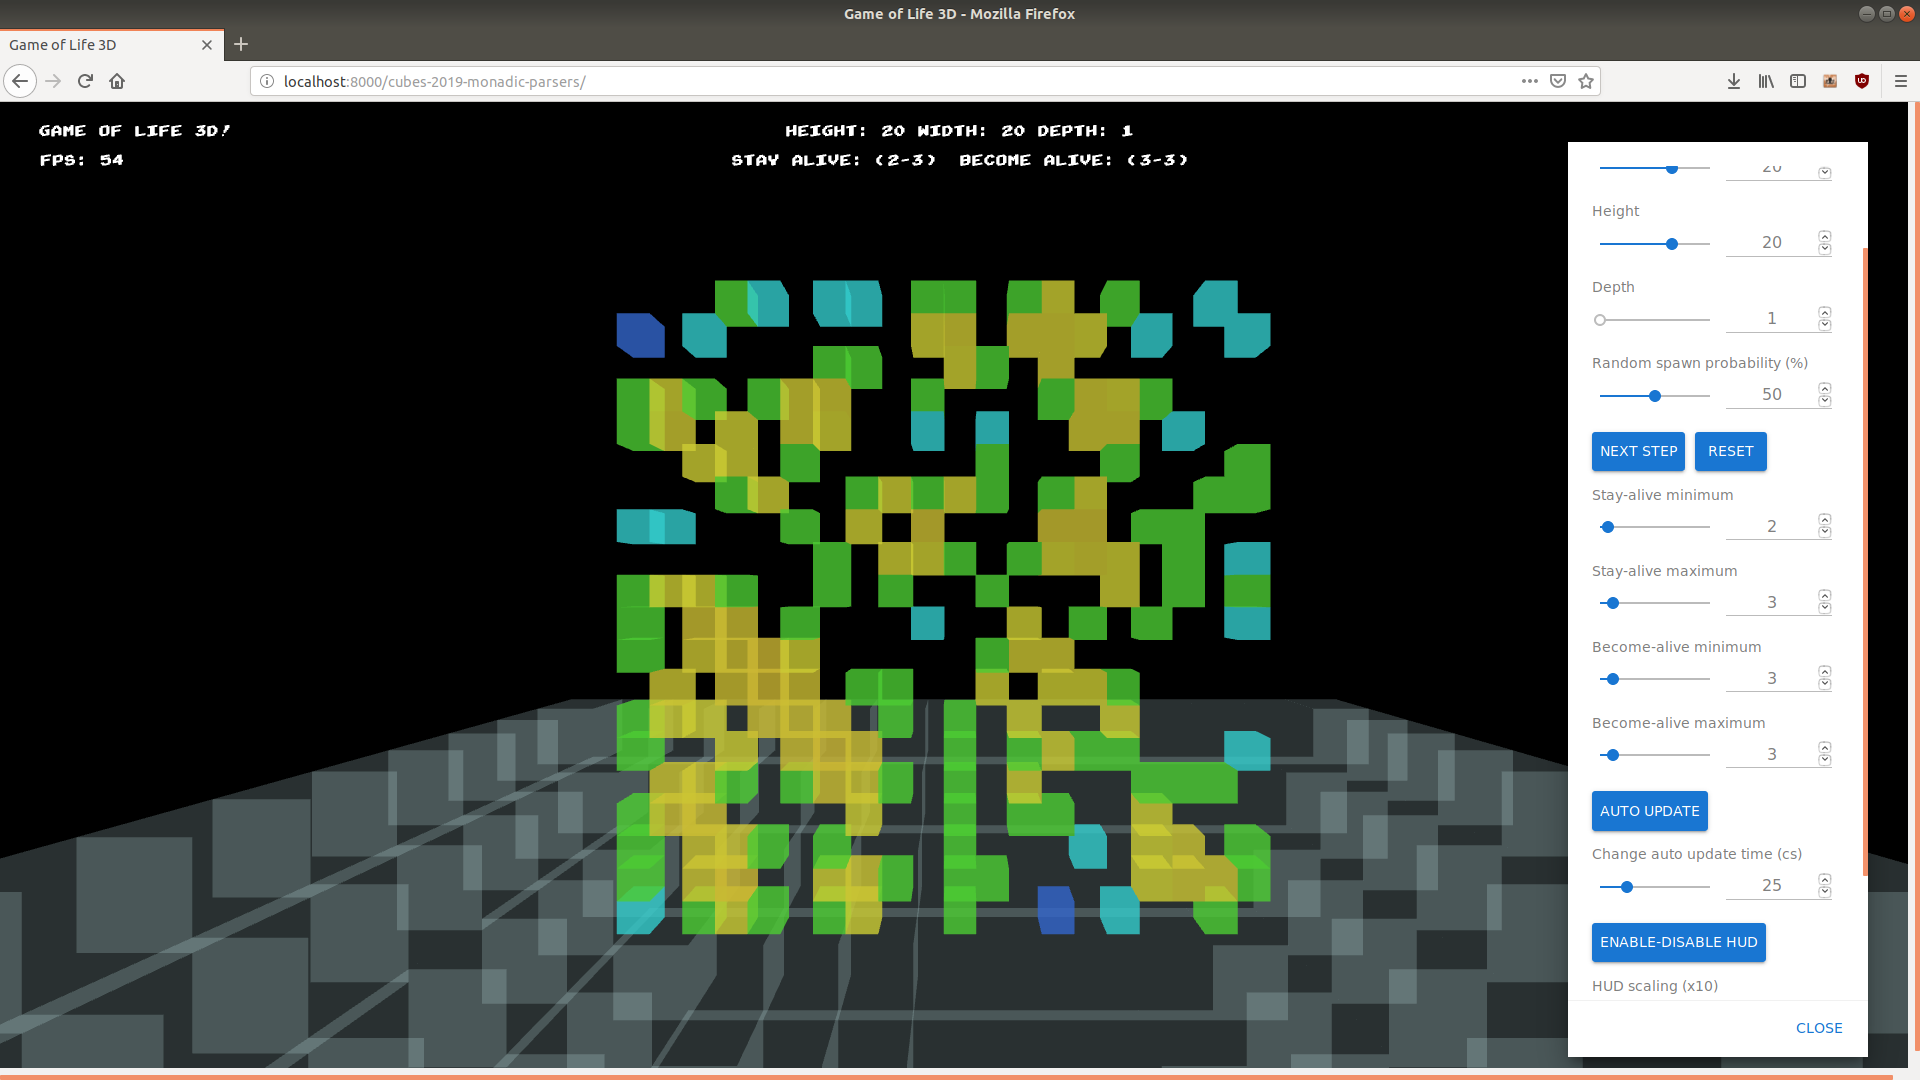 Game of Life 3D - Mozilla Firefox
Game of Life 3D
localhost:8000/cubes-2019-monadic-parsers/
GAME OF LIFE 3D!
FPS: 54
HEIGHT: 20 WIDTH: 20 DEPTH: 1
STAY ALIVE: (2-3) BECOME ALIVE: (3-3)
20
Height
20
Depth
1
Random spawn probability (%)
50
NEXT STEP RESET
Stay-alive minimum
2
Stay-alive maximum
3
Become-alive minimum
3
Become-alive maximum
3
AUTO UPDATE
Change auto update time (cs)
25
ENABLE-DISABLE HUD
HUD scaling (x10)
CLOSE